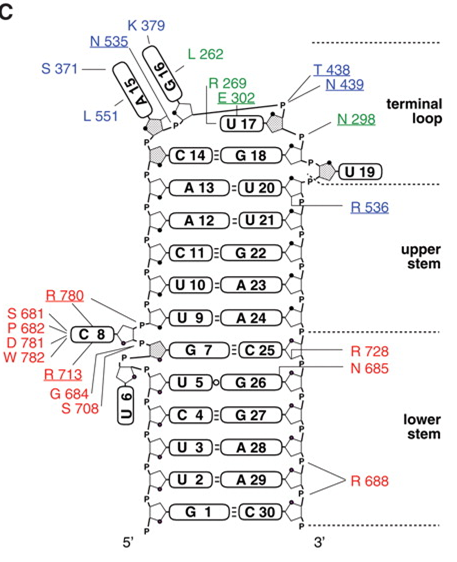 C
K 379
N 535
L 262
S 371
A 15
G 16
R 269
E 302
T 438
N 439
L 551
U 17
N 298
terminal
loop
P
P
P
P
C 14
G 18
P
U 19
P
P
A 13
U 20
P
P
R 536
A 12
U 21
P
P
C 11
G 22
upper
stem
P
P
U 10
A 23
P
P
U 9
A 24
R 780
S 681
P 682
D 781
W 782
C 8
P
P
P
G 7
C 25
R 728
P
P
N 685
R 713
G 684
S 708
U 6
U 5
G 26
P
P
C 4
G 27
lower
stem
P
P
U 3
A 28
P
P
U 2
A 29
R 688
P
P
G 1
C 30
P
P
5'
3'